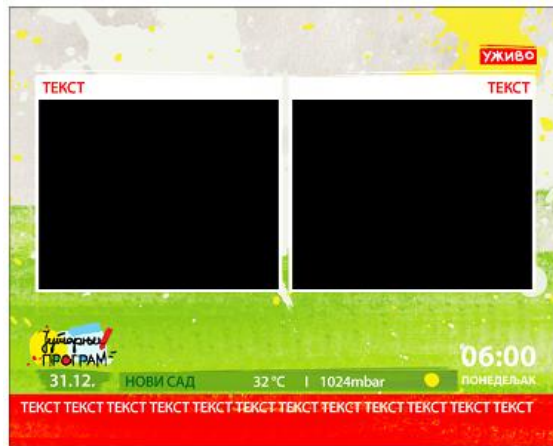 УЖИВО
ТЕКСТ
ТЕКСТ
Јутарњи
ПРОГРАМ
06:00
31.12.
НОВИ САД
32°C | 1024mbar
ПОНЕДЕЉАК
ТЕКСТ ТЕКСТ ТЕКСТ ТЕКСТ ТЕКСТ ТЕКСТ ТЕКСТ ТЕКСТ ТЕКСТ ТЕКСТ ТЕКСТ ТЕКСТ